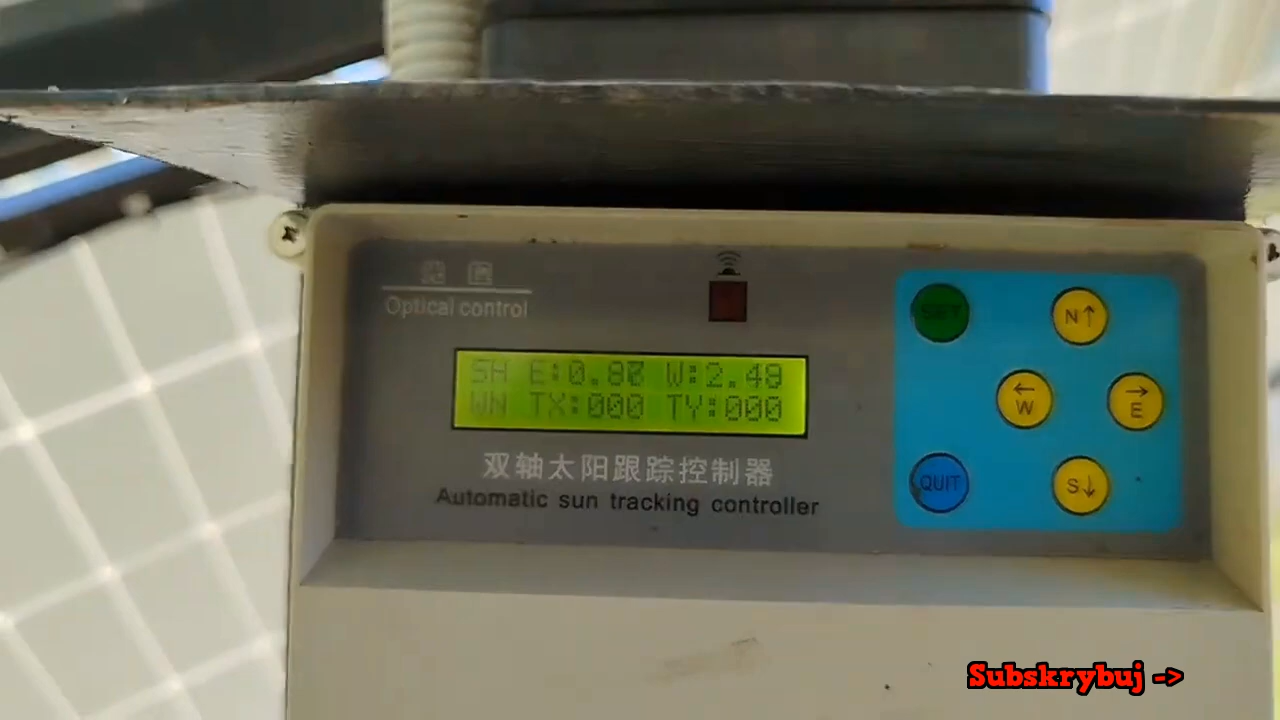 Optical control
SH E:0.80 W:2.48
WN TX:000 TY:000
双轴太阳跟踪控制器
Automatic sun tracking controller
SET
N↑
←
W
→
E
QUIT
S↓
Subskrybuj ->